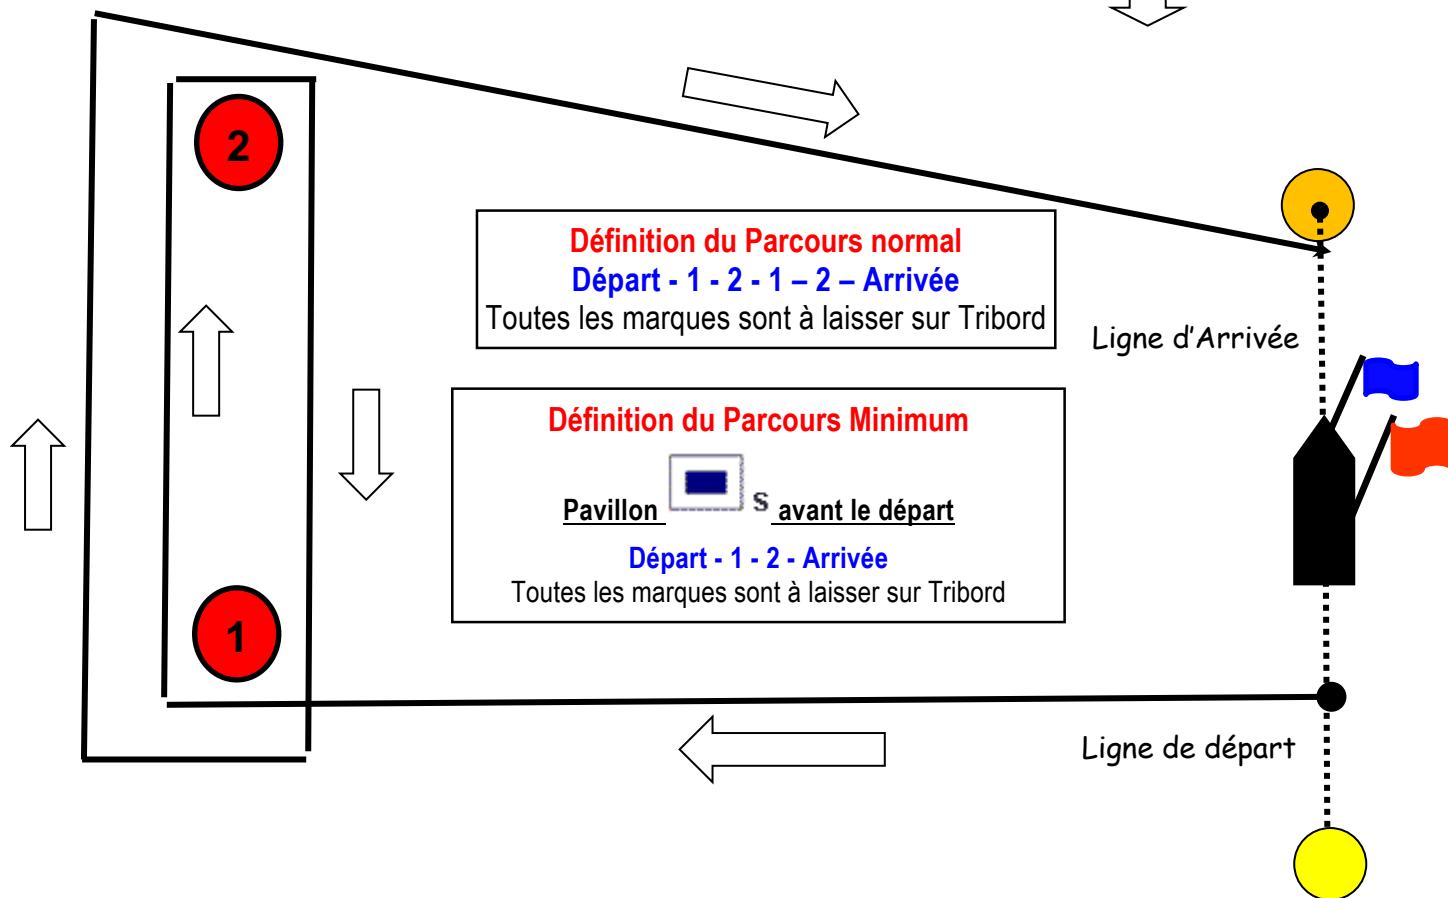 2
Définition du Parcours normal
Départ - 1 - 2 - 1 – 2 – Arrivée
Toutes les marques sont à laisser sur Tribord
Ligne d'Arrivée
Définition du Parcours Minimum
Pavillon S avant le départ
Départ - 1 - 2 - Arrivée
Toutes les marques sont à laisser sur Tribord
1
Ligne de départ